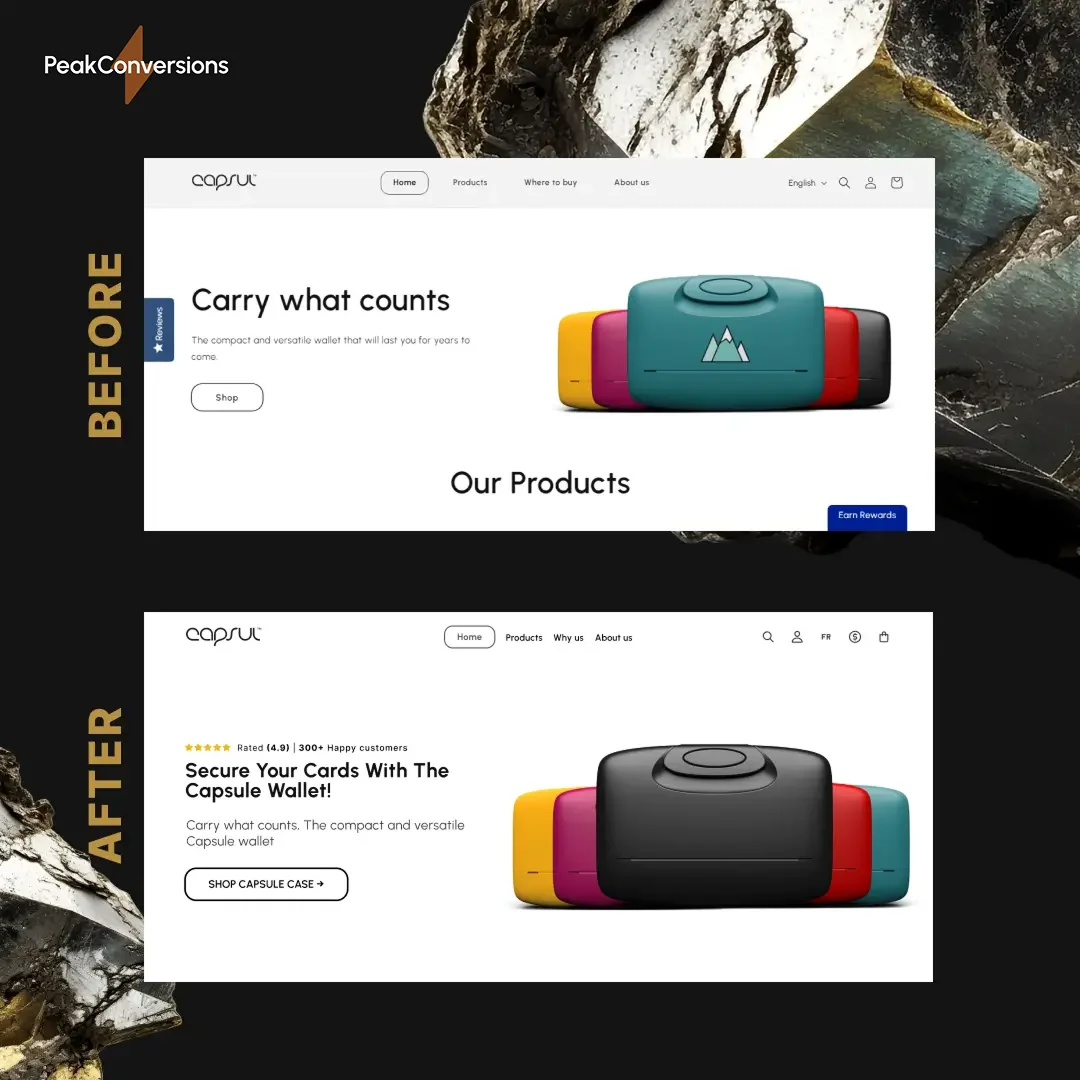 PeakConversions
BEFORE
capsul™
Home
Products
Where to buy
About us
English
Reviews
Carry what counts
The compact and versatile wallet that will last you for years to
come.
Shop
Our Products
Earn Rewards
AFTER
capsul™
Home
Products
Why us
About us
FR
$
Rated (4.9) | 300+ Happy customers
Secure Your Cards With The
Capsule Wallet!
Carry what counts. The compact and versatile
Capsule wallet
SHOP CAPSULE CASE →